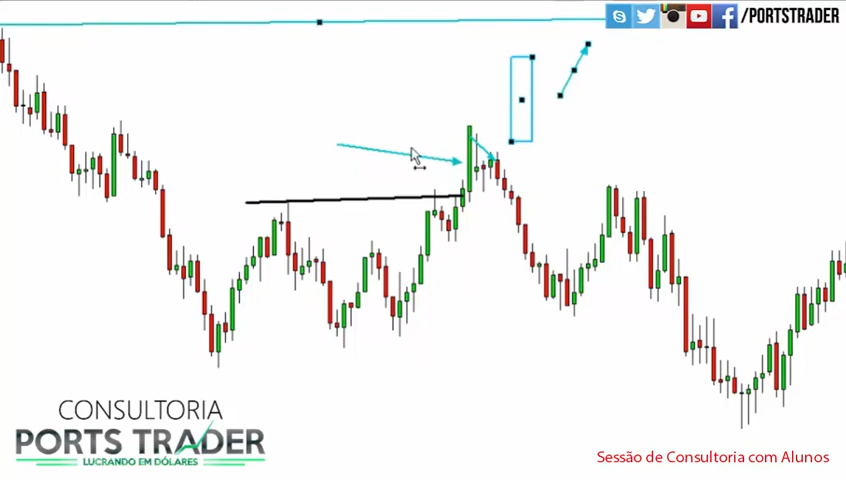 /PORTSTRADER
CONSULTORIA
PORTS TRADER
LUCRANDO EM DÓLARES
Sessão de Consultoria com Alunos